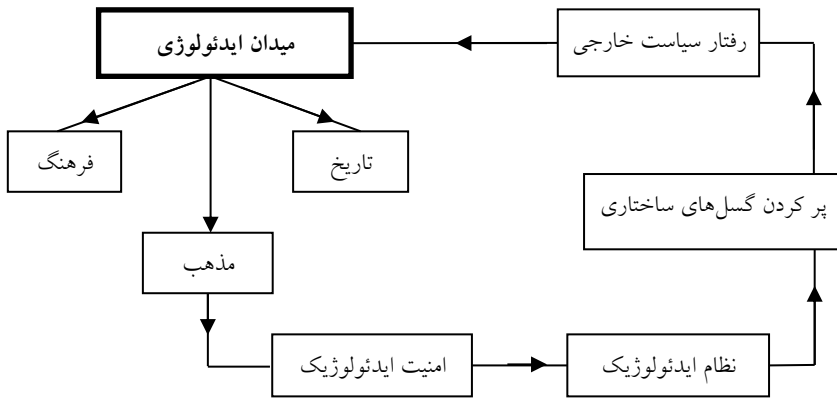 میدان ایدئولوژی
رفتار سیاست خارجی
تاریخ
فرهنگ
پر کردن گسل‌های ساختاری
مذهب
نظام ایدئولوژیک
امنیت ایدئولوژیک